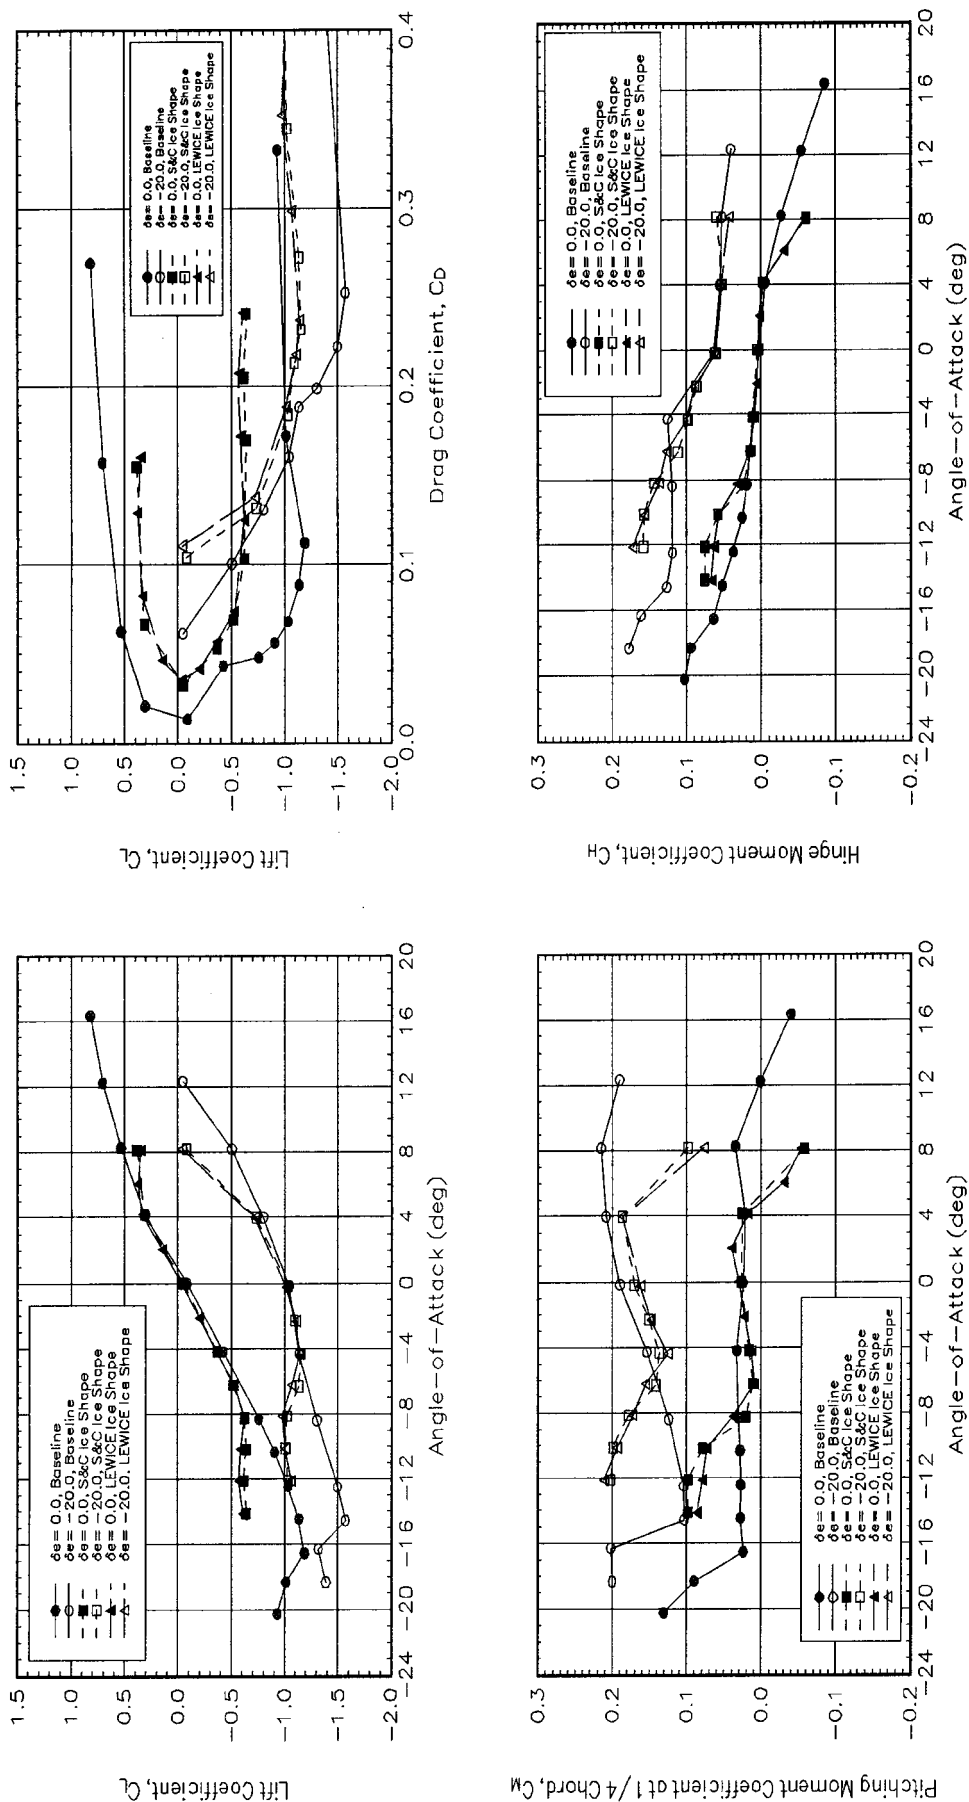 Lift Coefficient, CL
1.5
1.0
0.5
0.0
-0.5
-1.0
-1.5
-2.0
δe= 0.0, Baseline
δe=-20.0, Baseline
δe= 0.0, S&C Ice Shape
δe=-20.0, S&C Ice Shape
δe= 0.0, LEWICE Ice Shape
δe=-20.0, LEWICE Ice Shape
-24 -20 -16 -12 -8 -4 0 4 8 12 16 20
Angle-of-Attack (deg)
Lift Coefficient, CL
1.5
1.0
0.5
0.0
-0.5
-1.0
-1.5
-2.0
δe= 0.0, Baseline
δe=-20.0, Baseline
δe= 0.0, S&C Ice Shape
δe=-20.0, S&C Ice Shape
δe= 0.0, LEWICE Ice Shape
δe=-20.0, LEWICE Ice Shape
0.0 0.1 0.2 0.3 0.4
Drag Coefficient, CD
Pitching Moment Coefficient at 1/4 Chord, CM
0.3
0.2
0.1
0.0
-0.1
-0.2
δe= 0.0, Baseline
δe=-20.0, Baseline
δe= 0.0, S&C Ice Shape
δe=-20.0, S&C Ice Shape
δe= 0.0, LEWICE Ice Shape
δe=-20.0, LEWICE Ice Shape
-24 -20 -16 -12 -8 -4 0 4 8 12 16 20
Angle-of-Attack (deg)
Hinge Moment Coefficient, CH
0.3
0.2
0.1
0.0
-0.1
-0.2
δe= 0.0, Baseline
δe=-20.0, Baseline
δe= 0.0, S&C Ice Shape
δe=-20.0, S&C Ice Shape
δe= 0.0, LEWICE Ice Shape
δe=-20.0, LEWICE Ice Shape
-24 -20 -16 -12 -8 -4 0 4 8 12 16 20
Angle-of-Attack (deg)